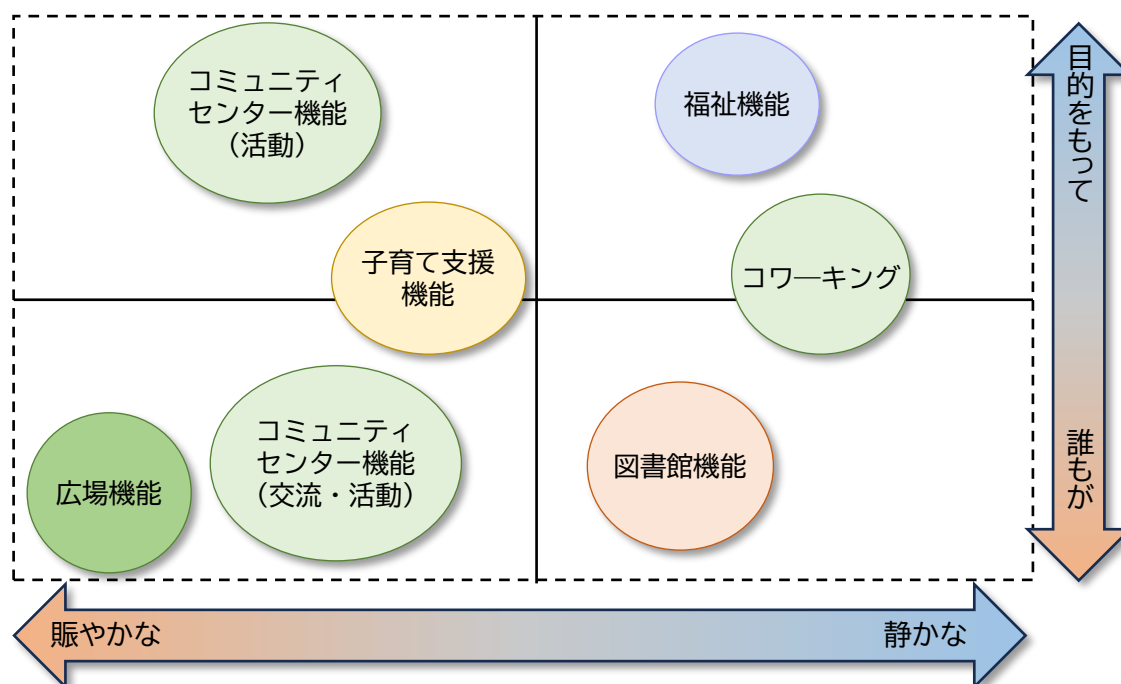 コミュニティ
センター機能
（活動）
福祉機能
目的をもって
子育て支援
機能
コワ―キング
コミュニティ
センター機能
（交流・活動）
広場機能
図書館機能
誰もが
賑やかな
静かな